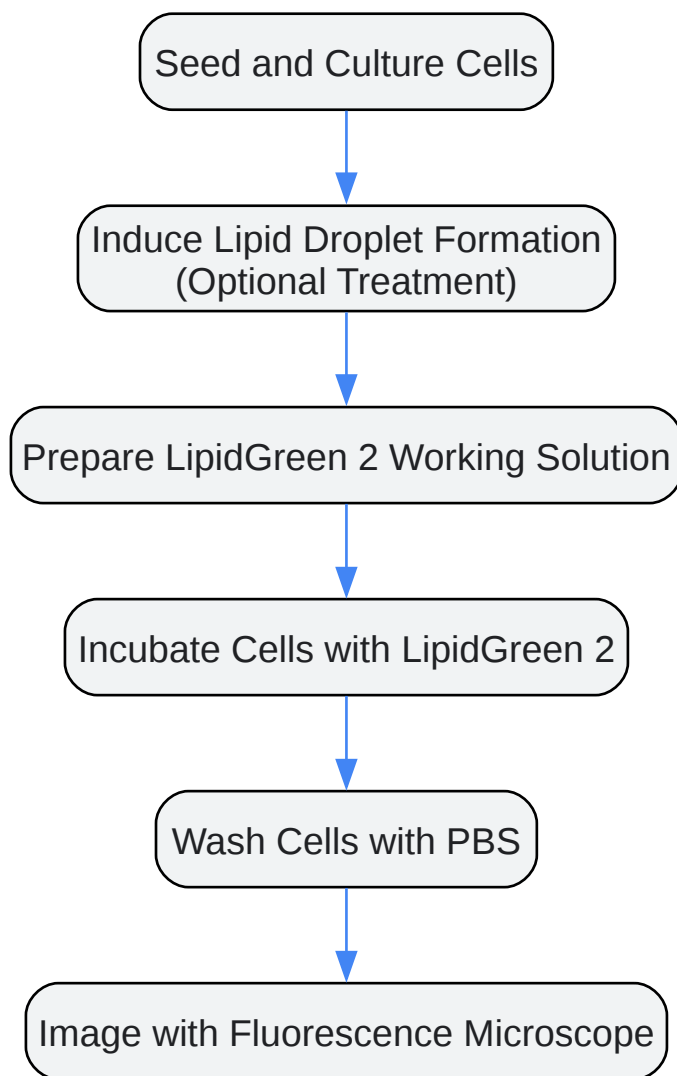 Seed and Culture Cells
Induce Lipid Droplet Formation
(Optional Treatment)
Prepare LipidGreen 2 Working Solution
Incubate Cells with LipidGreen 2
Wash Cells with PBS
Image with Fluorescence Microscope